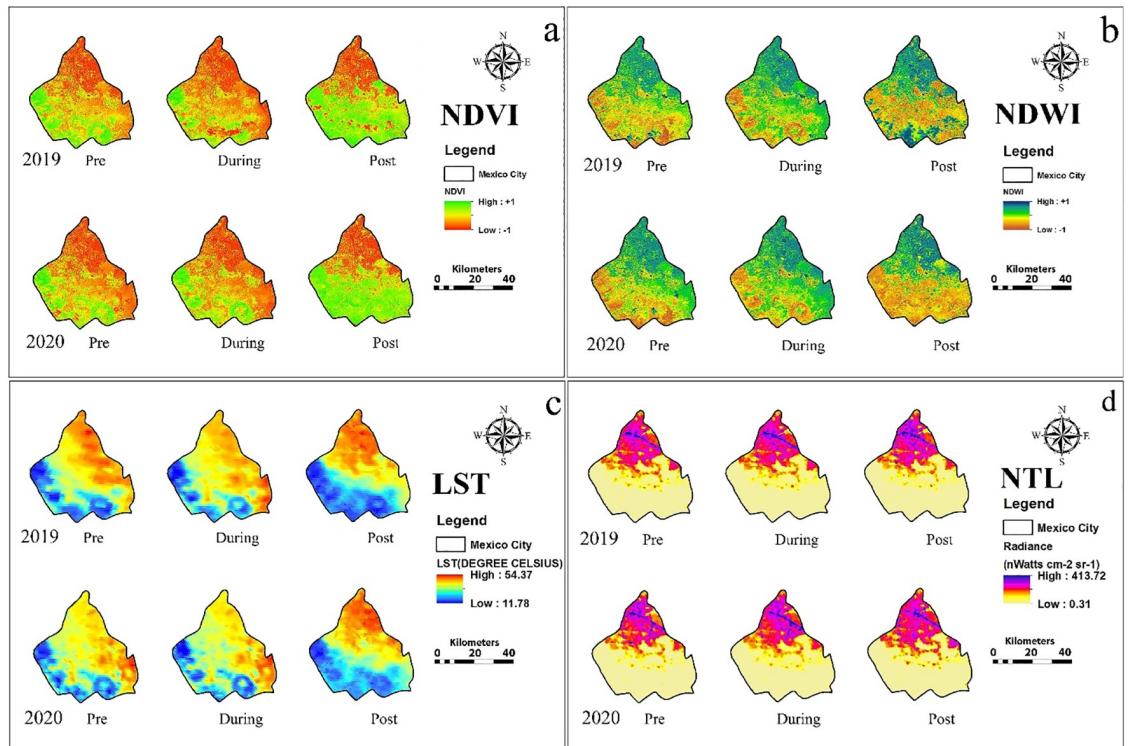 a
N
W E
S
NDVI
2019 Pre During Post
Legend
Mexico City
NDVI
High : +1
Low : -1
Kilometers
0 20 40
2020 Pre During Post
b
N
W E
S
NDWI
2019 Pre During Post
Legend
Mexico City
NDWI
High : +1
Low : -1
Kilometers
0 20 40
2020 Pre During Post
c
N
W E
S
LST
2019 Pre During Post
Legend
Mexico City
LST(DEGREE CELSIUS)
High : 54.37
Low : 11.78
Kilometers
0 20 40
2020 Pre During Post
d
N
W E
S
NTL
2019 Pre During Post
Legend
Mexico City
Radiance
(nWatts cm-2 sr-1)
High : 413.72
Low : 0.31
Kilometers
0 20 40
2020 Pre During Post